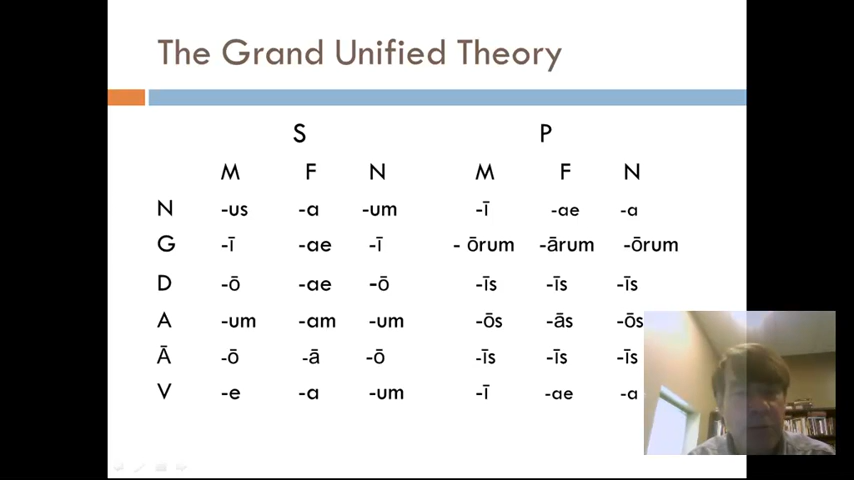 The Grand Unified Theory
S P
M F N M F N
N -us -a -um -ī -ae -a
G -ī -ae -ī - ōrum -ārum -ōrum
D -ō -ae -ō -īs -īs -īs
A -um -am -um -ōs -ās -ōs
Ā -ō -ā -ō -īs -īs -īs
V -e -a -um -ī -ae -a